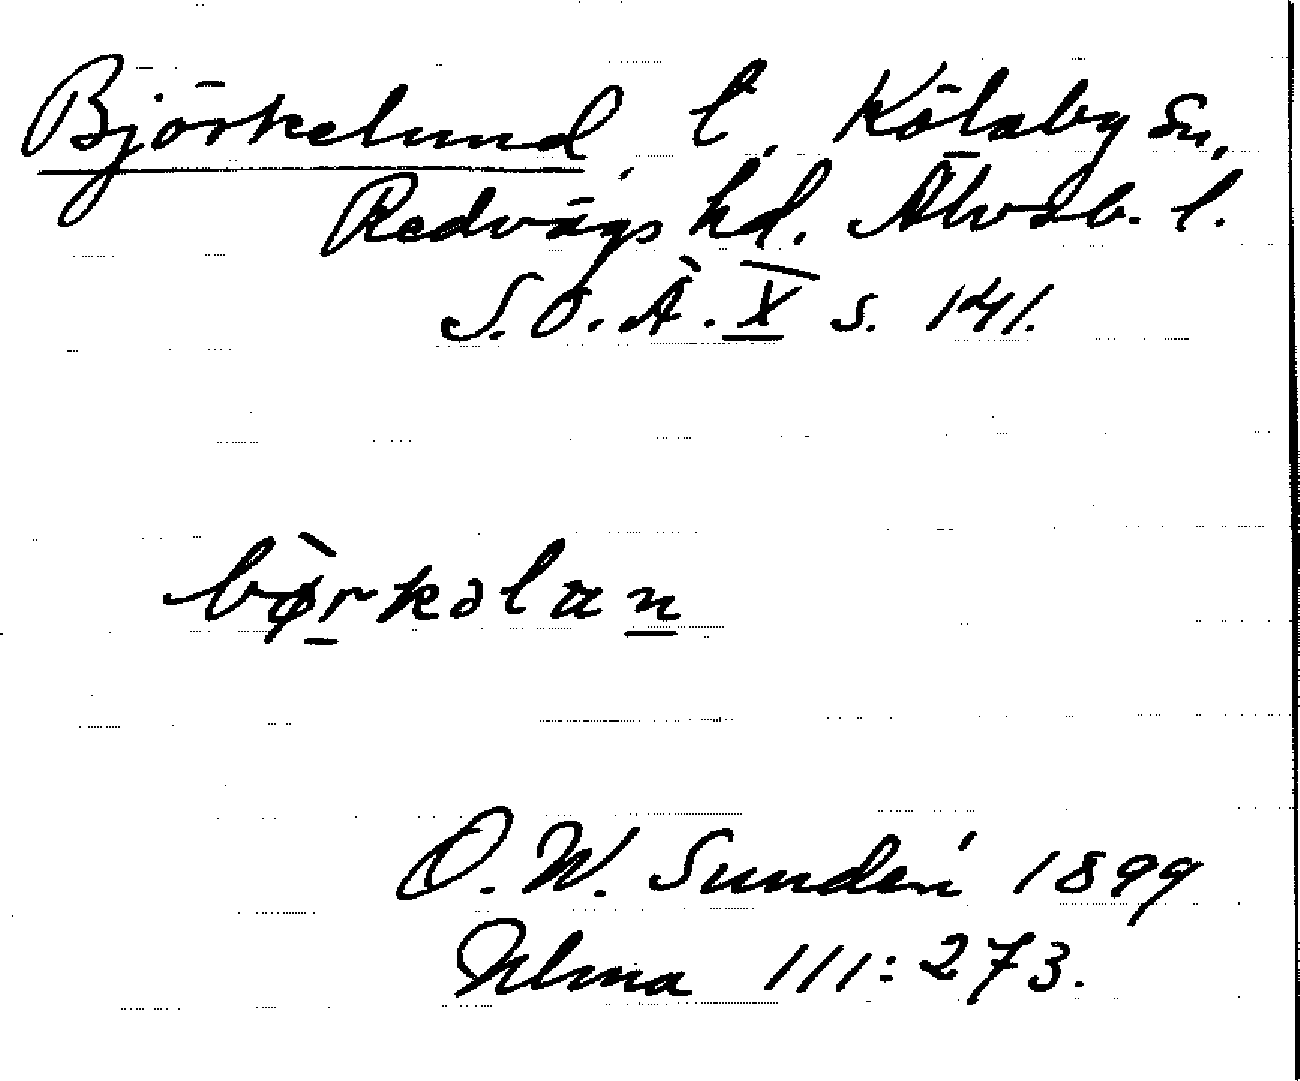 Björkelund, l, Kölaby sn,
Redvägs hd. Älvsb. l.
S. O. Ä. X s. 141.
bø̀rkəlan
O. W. Sundén 1899
Ulma 111:273.